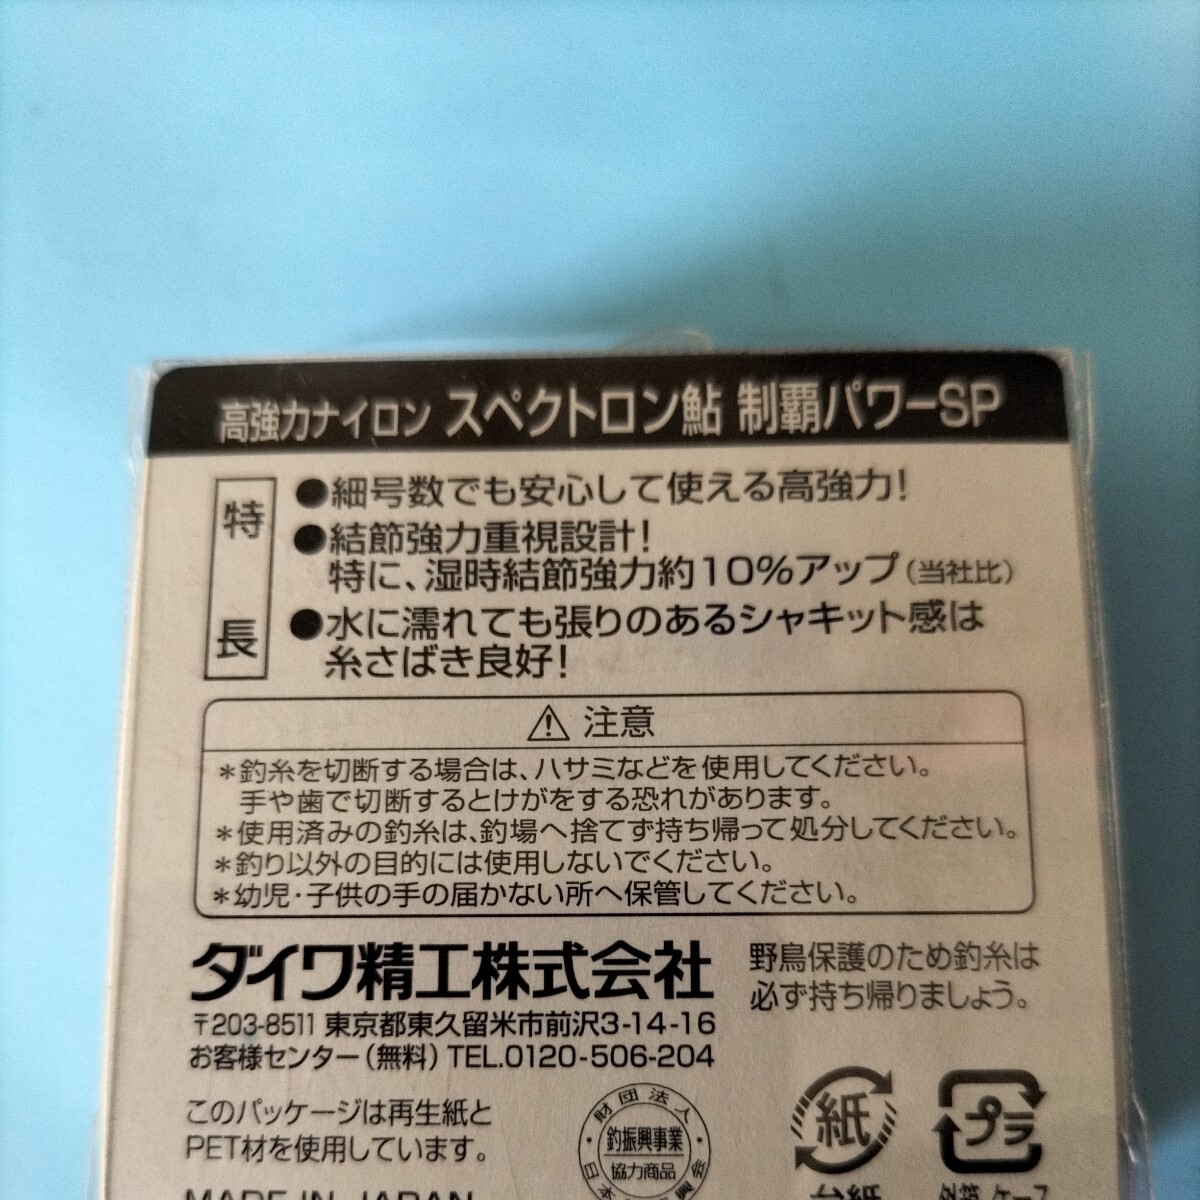 高強力ナイロン スペクトロン鮎 制覇パワーSP
特長
●細号数でも安心して使える高強力!
●結節強力重視設計!
特に、湿時結節強力約10%アップ(当社比)
●水に濡れても張りのあるシャキット感は
糸さばき良好!
⚠ 注意
*釣糸を切断する場合は、ハサミなどを使用してください。
手や歯で切断するとけがをする恐れがあります。
*使用済みの釣糸は、釣場へ捨てず持ち帰って処分してください。
*釣り以外の目的には使用しないでください。
*幼児・子供の手の届かない所へ保管してください。
ダイワ精工株式会社
〒203-8511 東京都東久留米市前沢3-14-16
お客様センター(無料) TEL.0120-506-204
野鳥保護のため釣糸は
必ず持ち帰りましょう。
このパッケージは再生紙と
PET材を使用しています。
MADE IN JAPAN
財団法人
釣振興事業
協力商品
紙
台紙
プラ